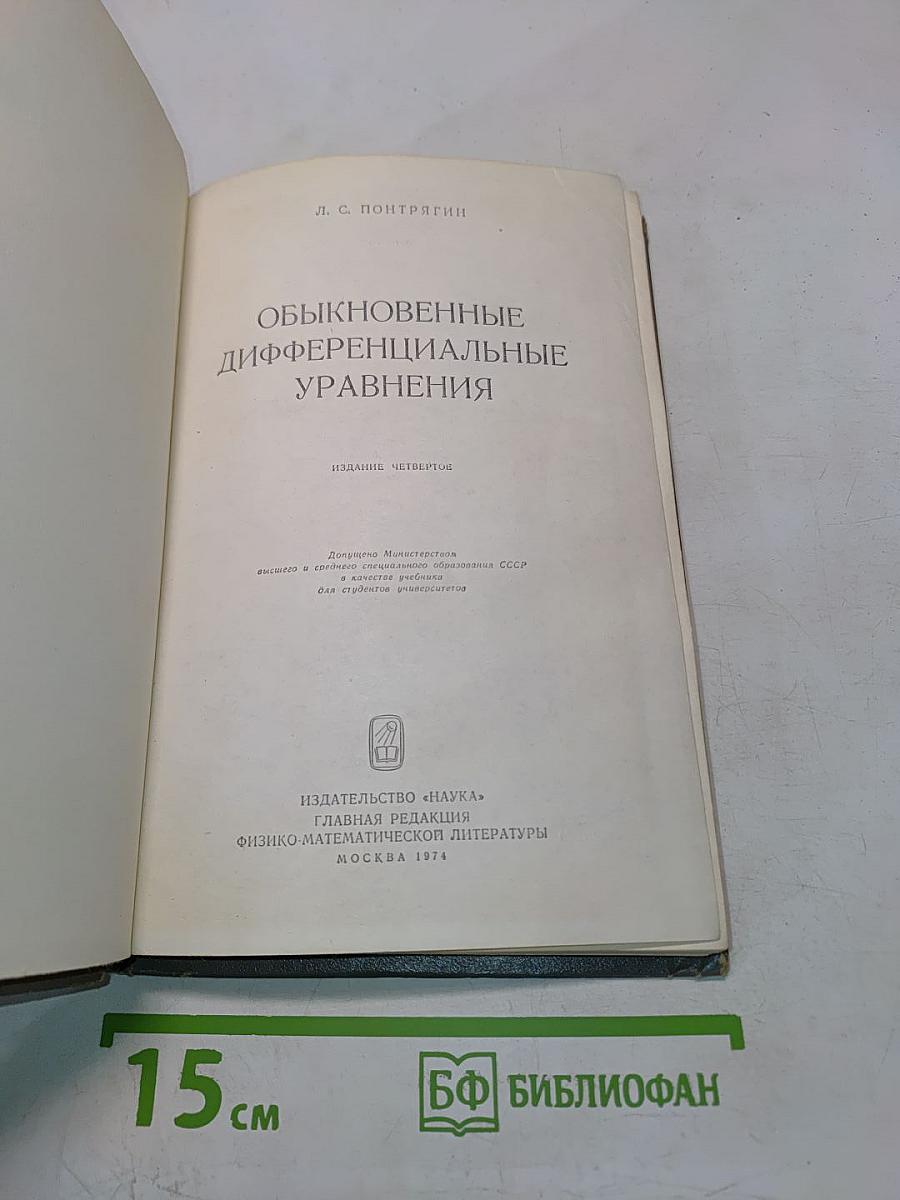 Л. С. ПОНТРЯГИН
ОБЫКНОВЕННЫЕ
ДИФФЕРЕНЦИАЛЬНЫЕ
УРАВНЕНИЯ
ИЗДАНИЕ ЧЕТВЕРТОЕ
Допущено Министерством
высшего и среднего специального образования СССР
в качестве учебника
для студентов университетов
ИЗДАТЕЛЬСТВО «НАУКА»
ГЛАВНАЯ РЕДАКЦИЯ
ФИЗИКО-МАТЕМАТИЧЕСКОЙ ЛИТЕРАТУРЫ
МОСКВА 1974
15 см
БФ БИБЛИОФАН